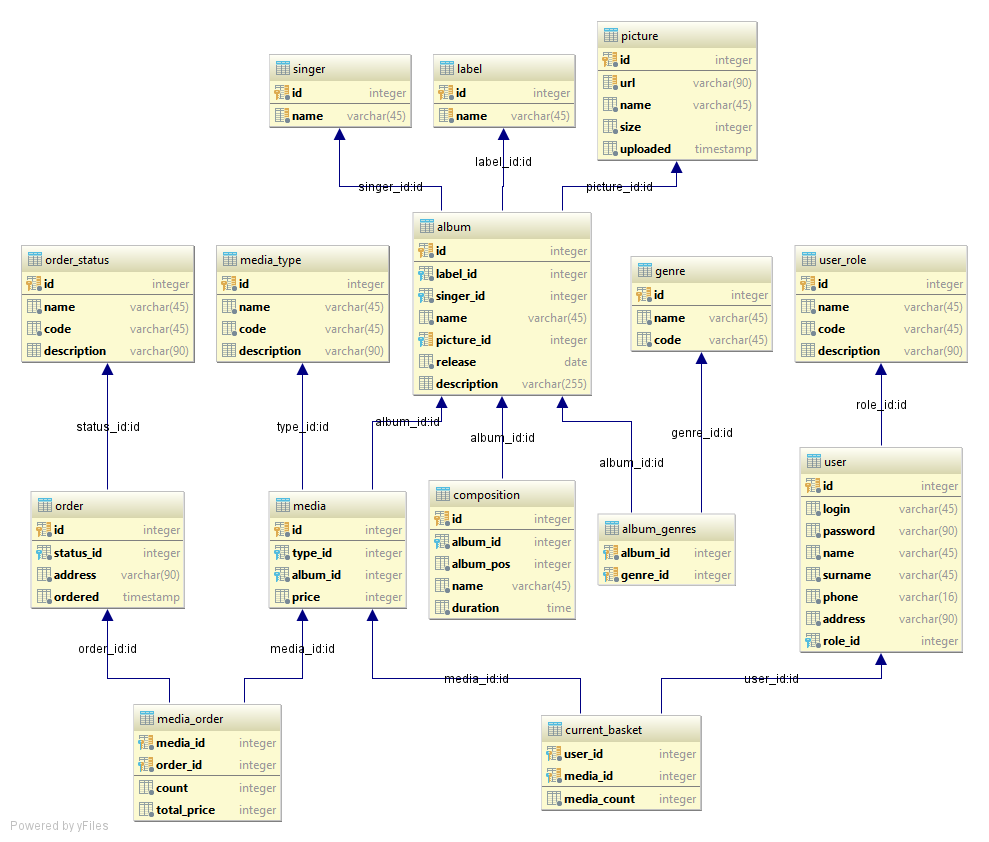 picture
id integer
url varchar(90)
name varchar(45)
size integer
uploaded timestamp
singer
id integer
name varchar(45)
label
id integer
name varchar(45)
label_id:id
singer_id:id
picture_id:id
album
id integer
label_id integer
singer_id integer
name varchar(45)
picture_id integer
release date
description varchar(255)
order_status
id integer
name varchar(45)
code varchar(45)
description varchar(90)
media_type
id integer
name varchar(45)
code varchar(45)
description varchar(90)
genre
id integer
name varchar(45)
code varchar(45)
user_role
id integer
name varchar(45)
code varchar(45)
description varchar(90)
status_id:id
type_id:id
album_id:id
album_id:id
album_id:id
genre_id:id
role_id:id
order
id integer
status_id integer
address varchar(90)
ordered timestamp
media
id integer
type_id integer
album_id integer
price integer
composition
id integer
album_id integer
album_pos integer
name varchar(45)
duration time
album_genres
album_id integer
genre_id integer
user
id integer
login varchar(45)
password varchar(90)
name varchar(45)
surname varchar(45)
phone varchar(16)
address varchar(90)
role_id integer
order_id:id
media_id:id
media_id:id
user_id:id
media_order
media_id integer
order_id integer
count integer
total_price integer
current_basket
user_id integer
media_id integer
media_count integer
Powered by yFiles